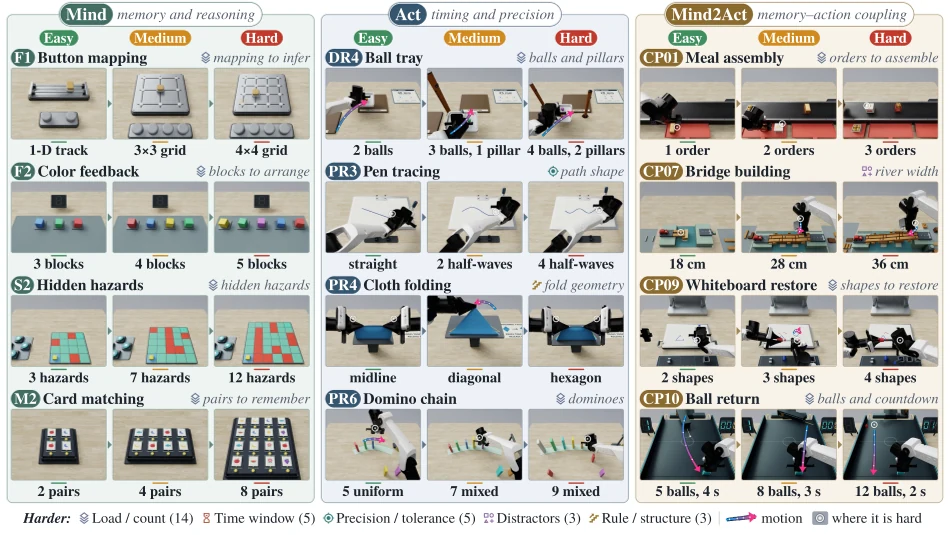 Mind memory and reasoning
Easy Medium Hard
F1 Button mapping mapping to infer
1-D track 3×3 grid 4×4 grid
F2 Color feedback blocks to arrange
3 blocks 4 blocks 5 blocks
S2 Hidden hazards hidden hazards
3 hazards 7 hazards 12 hazards
M2 Card matching pairs to remember
2 pairs 4 pairs 8 pairs
Act timing and precision
Easy Medium Hard
DR4 Ball tray balls and pillars
2 balls 3 balls, 1 pillar 4 balls, 2 pillars
PR3 Pen tracing path shape
straight 2 half-waves 4 half-waves
PR4 Cloth folding fold geometry
midline diagonal hexagon
PR6 Domino chain dominoes
5 uniform 7 mixed 9 mixed
Mind2Act memory–action coupling
Easy Medium Hard
CP01 Meal assembly orders to assemble
1 order 2 orders 3 orders
CP07 Bridge building river width
18 cm 28 cm 36 cm
CP09 Whiteboard restore shapes to restore
2 shapes 3 shapes 4 shapes
CP10 Ball return balls and countdown
5 balls, 4 s 8 balls, 3 s 12 balls, 2 s
Harder: Load / count (14) Time window (5) Precision / tolerance (5) Distractors (3) Rule / structure (3) motion where it is hard